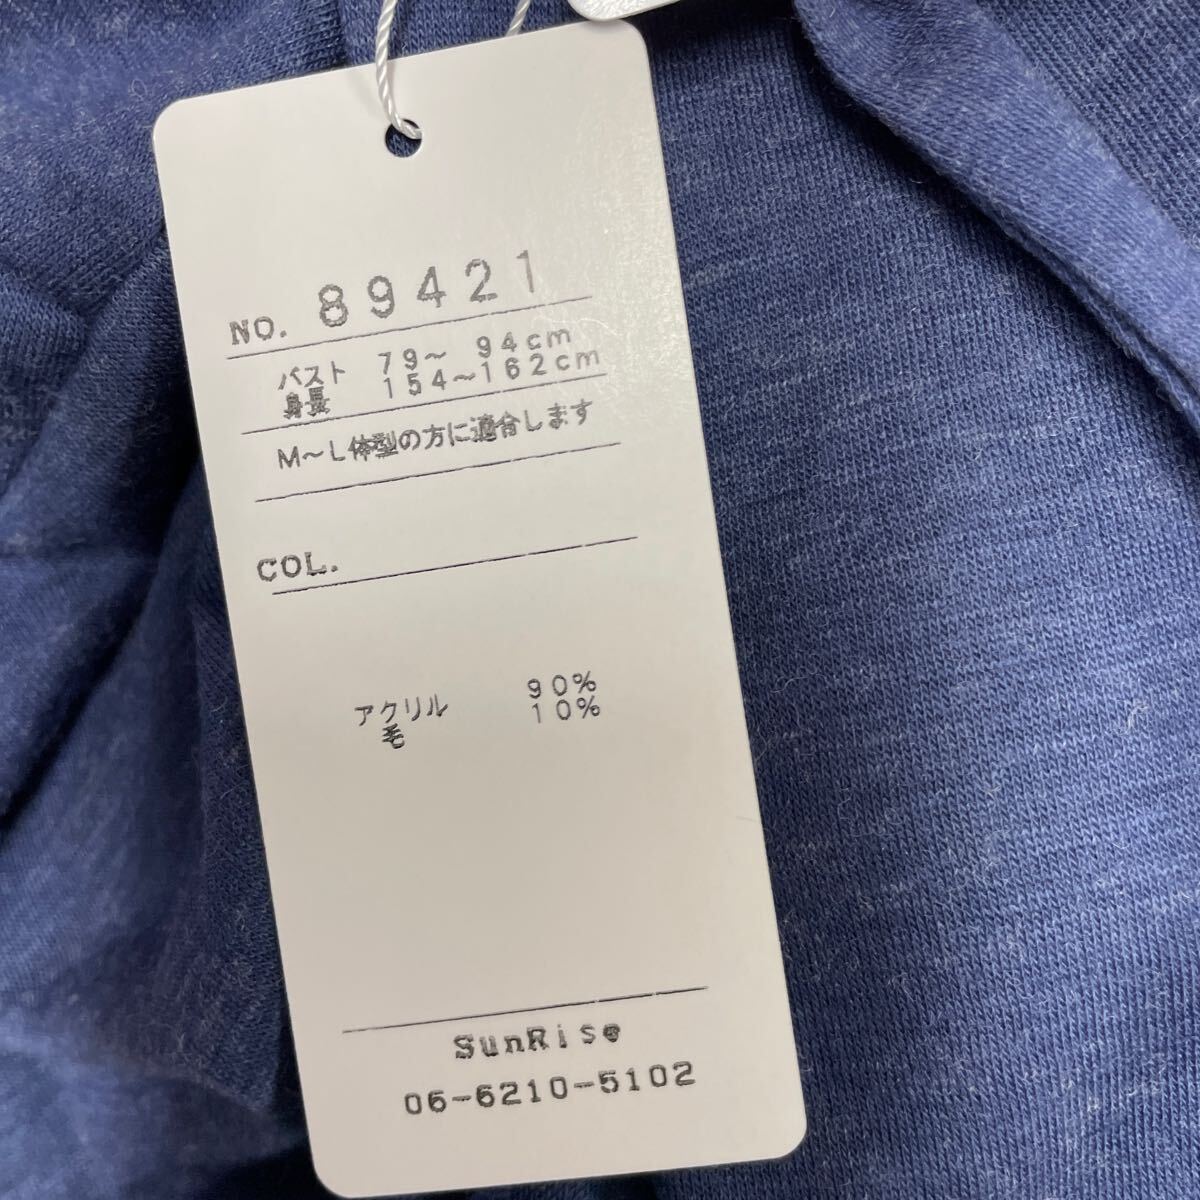 NO. 89421
バスト 79～ 94cm
身長 154～162cm
M～L体型の方に適合します
COL.
アクリル 90%
毛 10%
SunRise
06-6210-5102